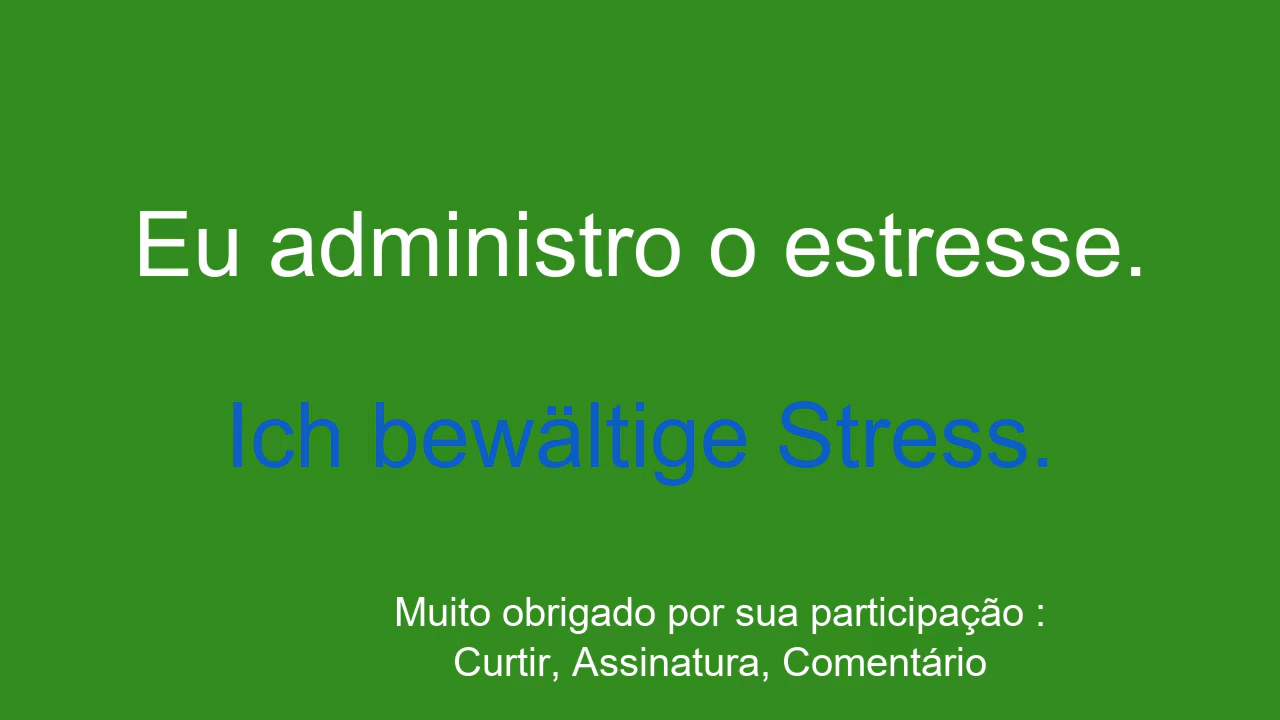 Eu administro o estresse.
Ich bewältige Stress.
Muito obrigado por sua participação :
Curtir, Assinatura, Comentário